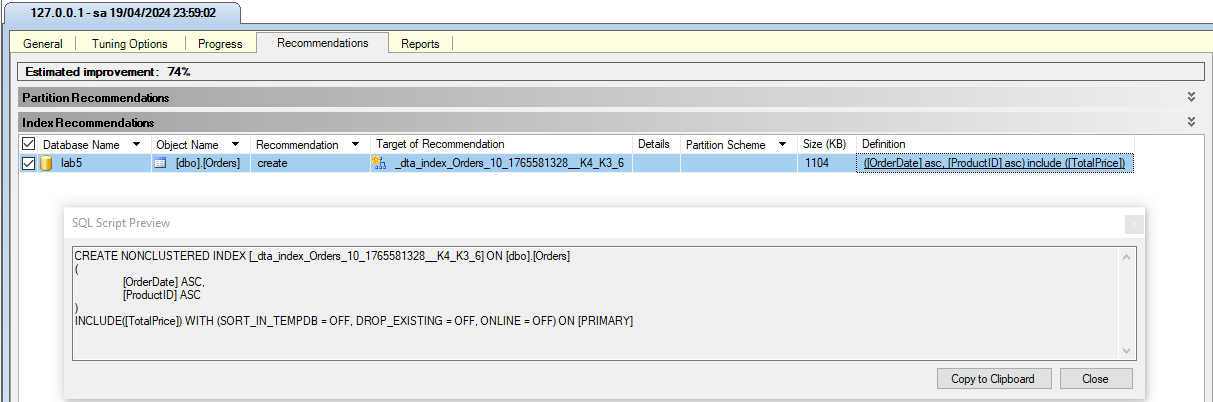 127.0.0.1 - sa 19/04/2024 23:59:02
General Tuning Options Progress Recommendations Reports
Estimated improvement: 74%
Partition Recommendations
Index Recommendations
Database Name Object Name Recommendation Target of Recommendation Details Partition Scheme Size (KB) Definition
lab5 [dbo].[Orders] create _dta_index_Orders_10_1765581328__K4_K3_6 1104 ([OrderDate] asc, [ProductID] asc) include ([TotalPrice])
SQL Script Preview
CREATE NONCLUSTERED INDEX [_dta_index_Orders_10_1765581328__K4_K3_6] ON [dbo].[Orders]
(
[OrderDate] ASC,
[ProductID] ASC
)
INCLUDE([TotalPrice]) WITH (SORT_IN_TEMPDB = OFF, DROP_EXISTING = OFF, ONLINE = OFF) ON [PRIMARY]
Copy to Clipboard Close